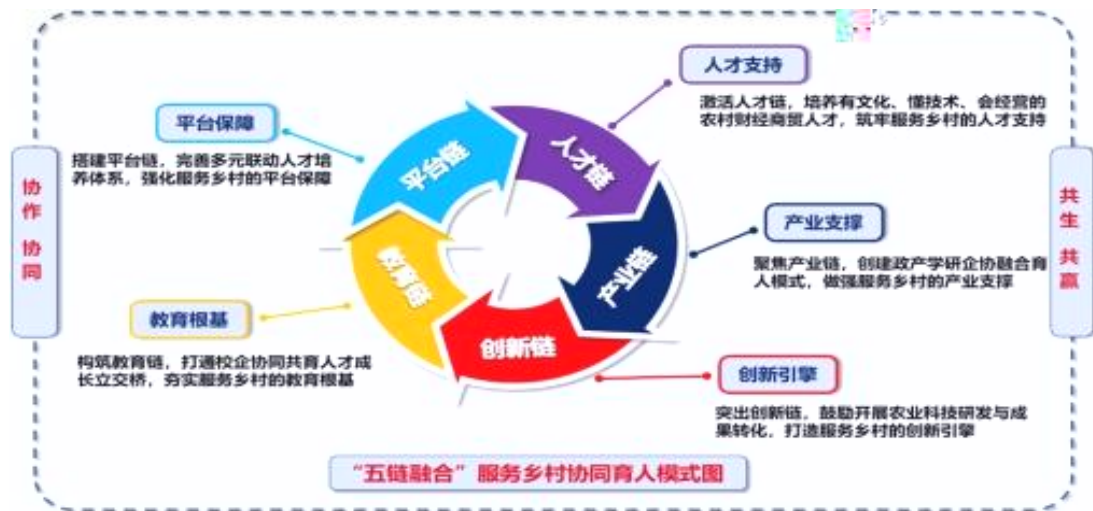 人才支持
激活人才链，培养有文化、懂技术、会经营的
农村财经商贸人才，筑牢服务乡村的人才支持
平台保障
搭建平台链，完善多元联动人才培
养体系，强化服务乡村的平台保障
平台链
人才链
协作 协同
共生 共赢
产业支撑
聚焦产业链，创建政产学研企协融合育
人模式，做强服务乡村的产业支撑
产业链
教育链
创新链
教育根基
构筑教育链，打通校企协同共育人才成
长立交桥，夯实服务乡村的教育根基
创新引擎
突出创新链，鼓励开展农业科技研发与成
果转化，打造服务乡村的创新引擎
“五链融合”服务乡村协同育人模式图